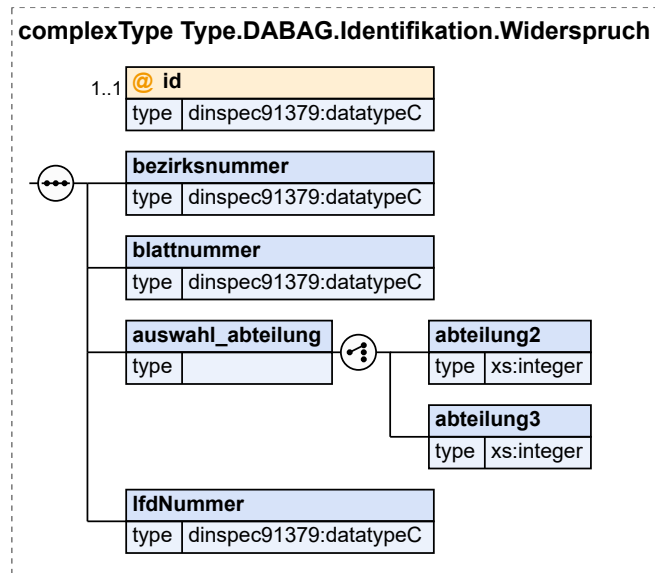 complexType Type.DABAG.Identifikation.Widerspruch
1..1
@ id
type dinspec91379:datatypeC
bezirksnummer
type dinspec91379:datatypeC
blattnummer
type dinspec91379:datatypeC
auswahl_abteilung
type
abteilung2
type xs:integer
abteilung3
type xs:integer
lfdNummer
type dinspec91379:datatypeC